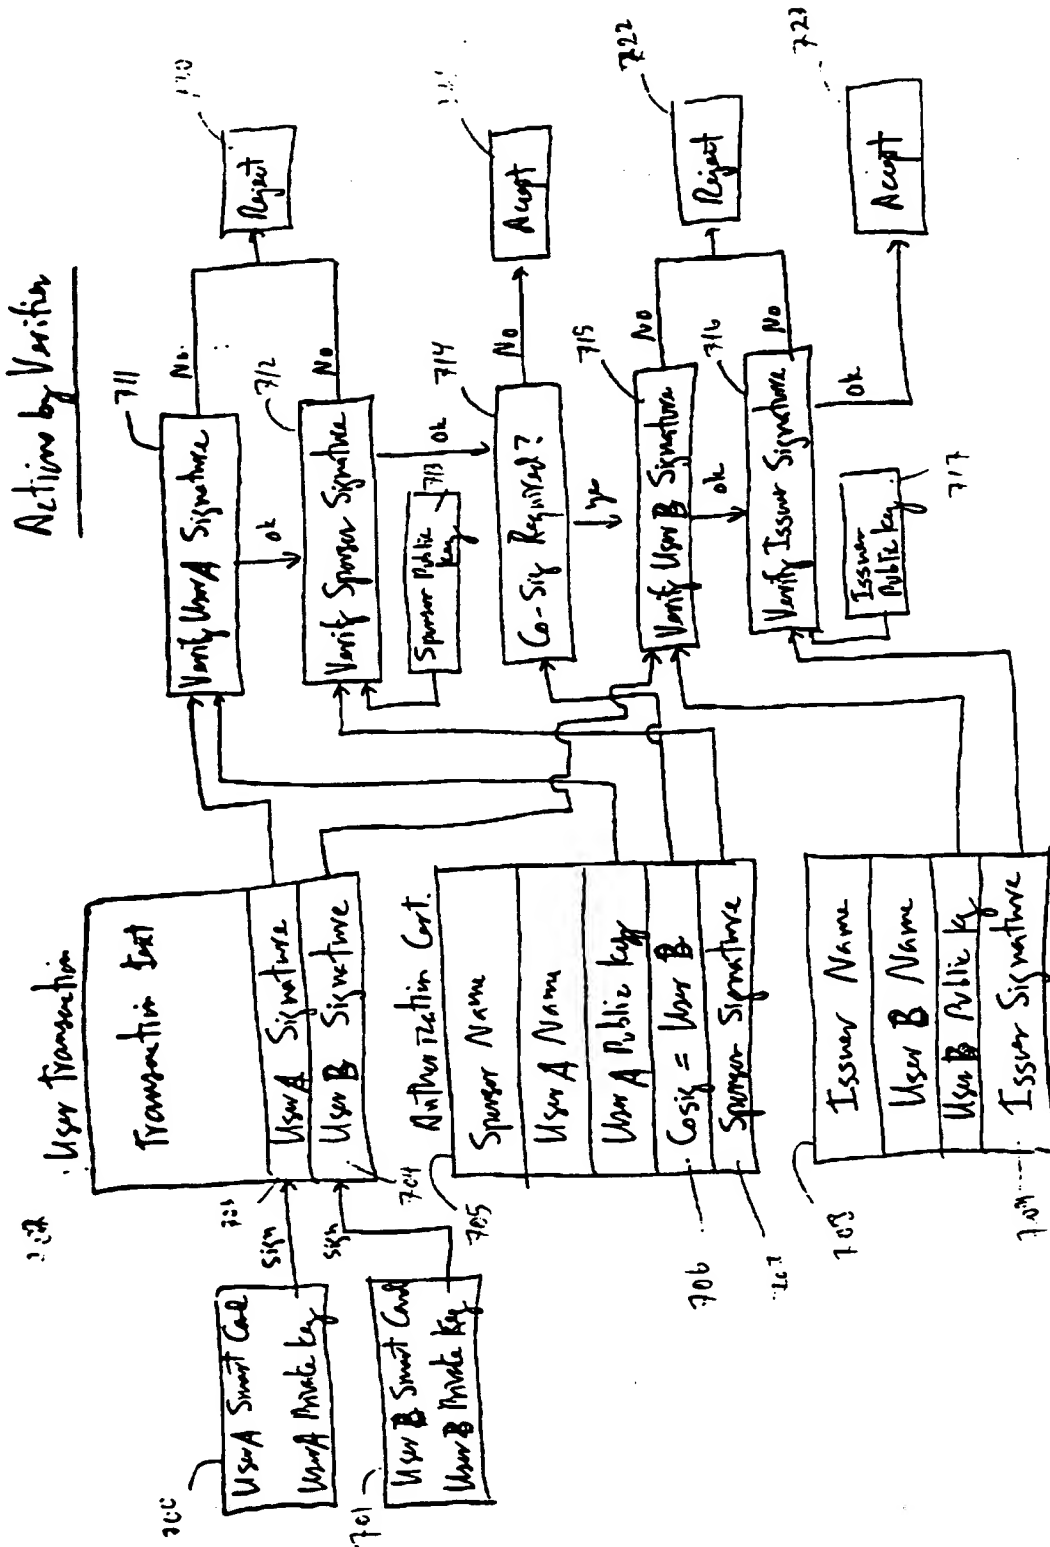 Actions by Verifier
User Transaction
Transaction text
User A Signature
User B Signature
704
User A Smart Card
User A Private key
700
sign
User B Smart Card
User B Private key
701
sign
Authorization Cert.
705
Sponsor Name
User A Name
User A Public key
Cosig = User B
706
Sponsor Signature
708
Issuer Name
User B Name
User B Public key
Issuer Signature
709
711
Verify User A Signature
No.
ok
Reject
712
Verify Sponsor Signature
No
ok
Sponsor Public
key
713
714
Co-Sig Required?
No
Yes
Accept
715
Verify User B Signature
No
ok
Reject
722
716
Verify Issuer Signature
No
ok
Issuer
Public key
717
Accept
723